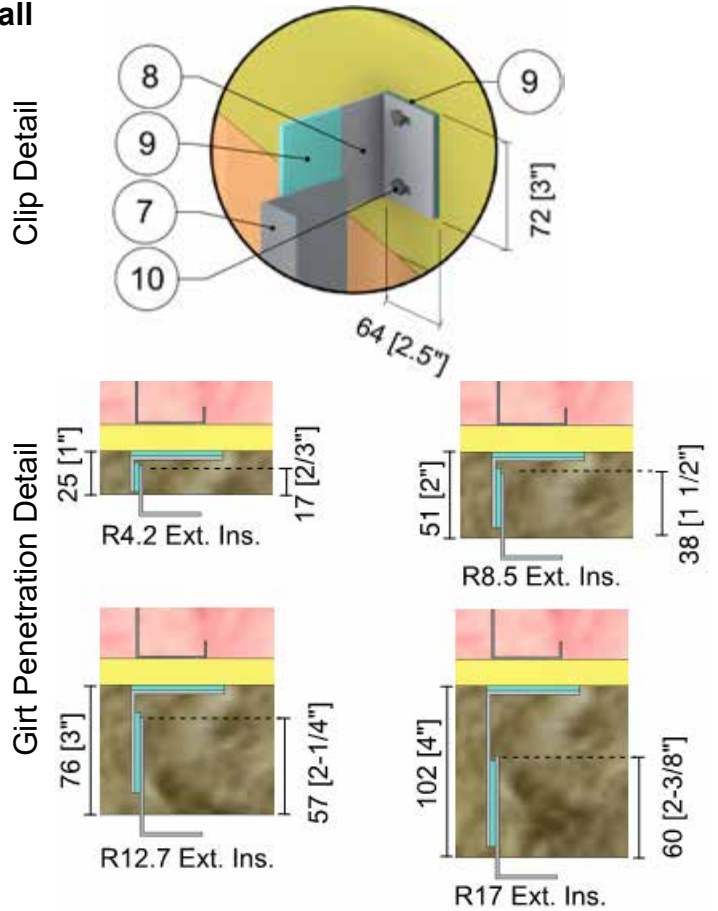 all
Clip Detail
8
9
9
7
10
72 [3"]
64 [2.5"]
Girt Penetration Detail
25 [1"]
17 [2/3"]
R4.2 Ext. Ins.
51 [2"]
38 [1 1/2"]
R8.5 Ext. Ins.
76 [3"]
57 [2-1/4"]
R12.7 Ext. Ins.
102 [4"]
60 [2-3/8"]
R17 Ext. Ins.